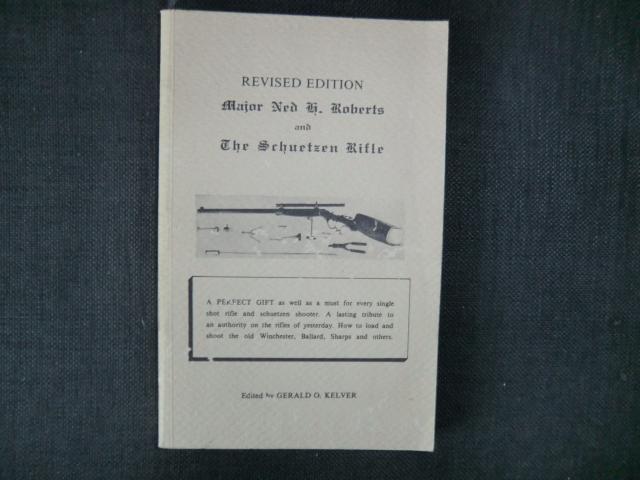 REVISED EDITION
Major Ned H. Roberts
and
The Schuetzen Rifle
A PERFECT GIFT as well as a must for every single
shot rifle and schuetzen shooter. A lasting tribute to
an authority on the rifles of yesterday. How to load and
shoot the old Winchester, Ballard, Sharps and others.
Edited by GERALD O. KELVER